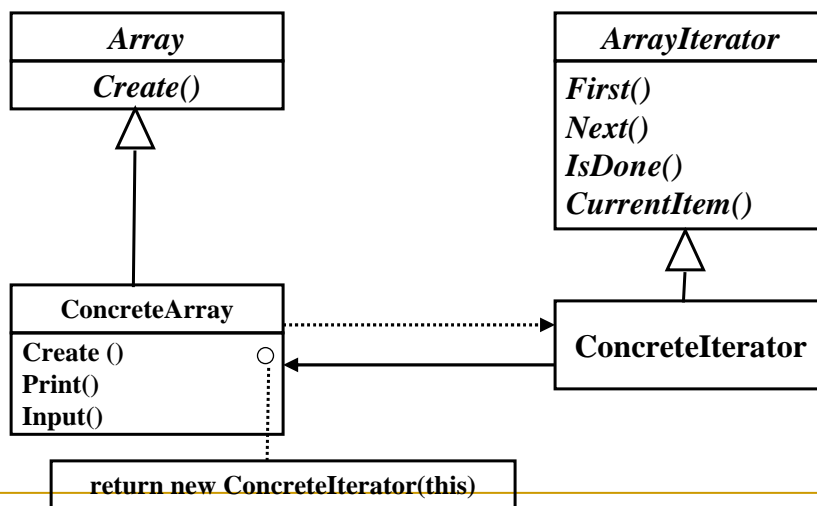 Array
Create()
ArrayIterator
First()
Next()
IsDone()
CurrentItem()
ConcreteArray
Create ()
Print()
Input()
ConcreteIterator
return new ConcreteIterator(this)